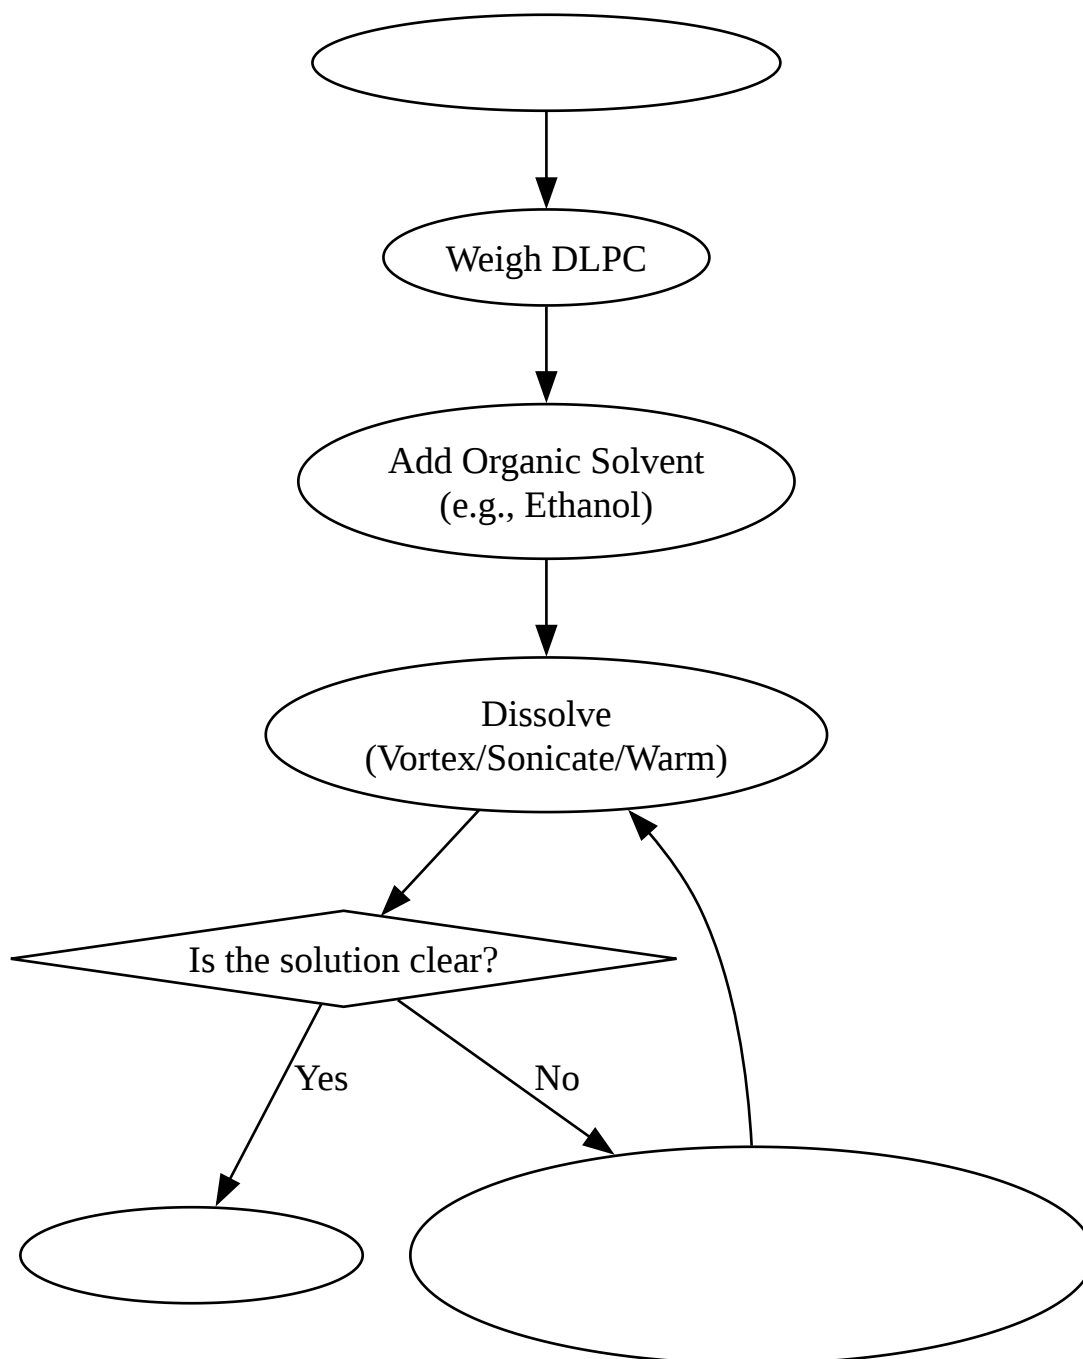 Weigh DLPC
Add Organic Solvent
(e.g., Ethanol)
Dissolve
(Vortex/Sonicate/Warm)
Is the solution clear?
Yes
No